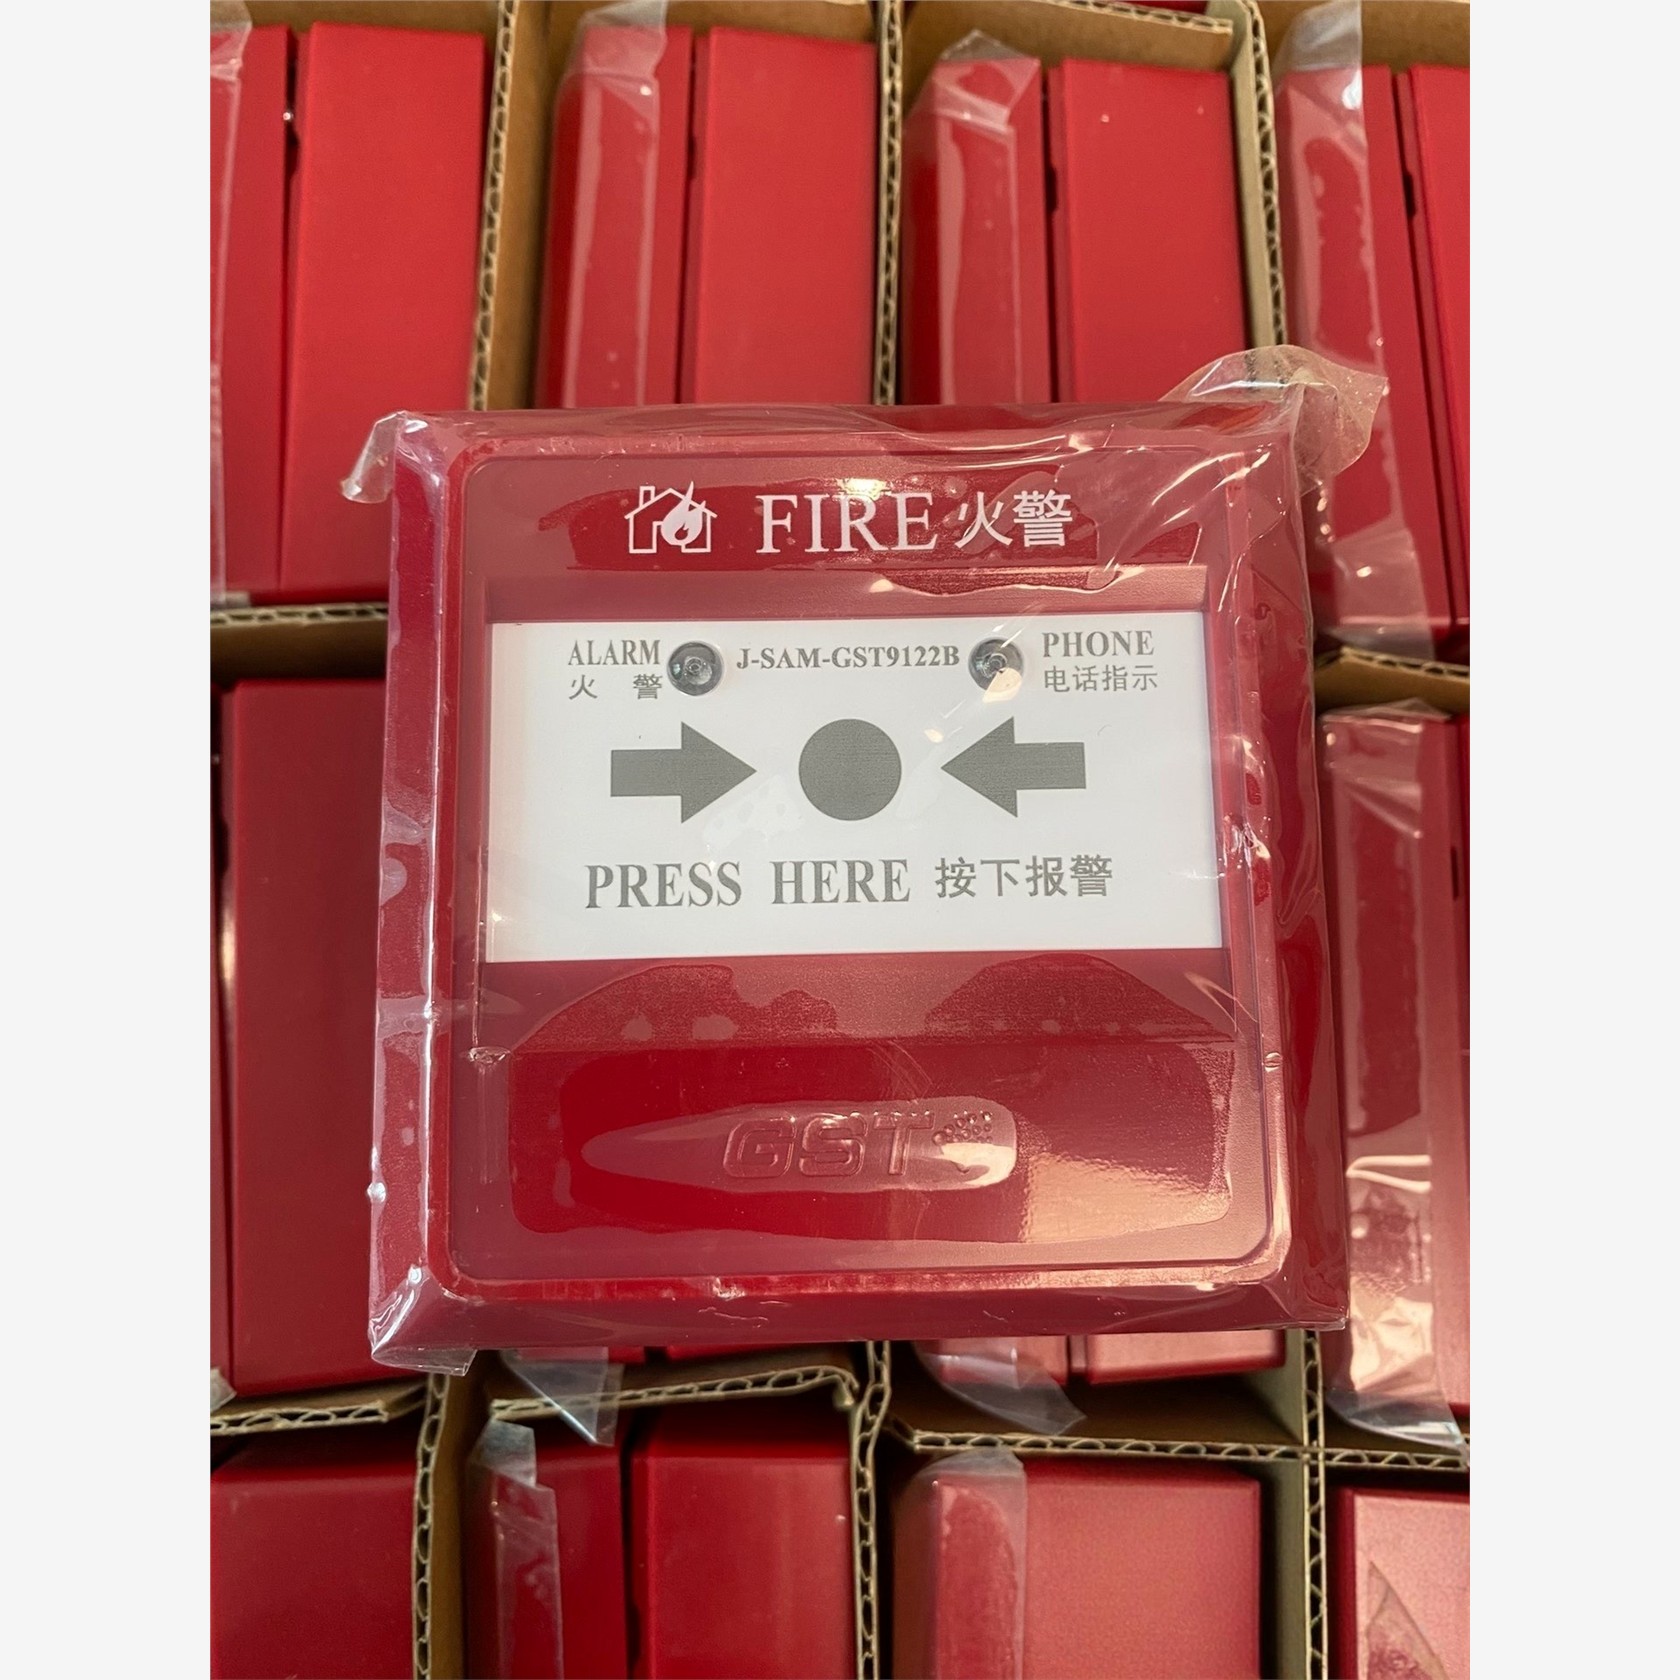 FIRE 火警
ALARM J-SAM-GST9122B PHONE
火 警 电话指示
PRESS HERE 按下报警
GST